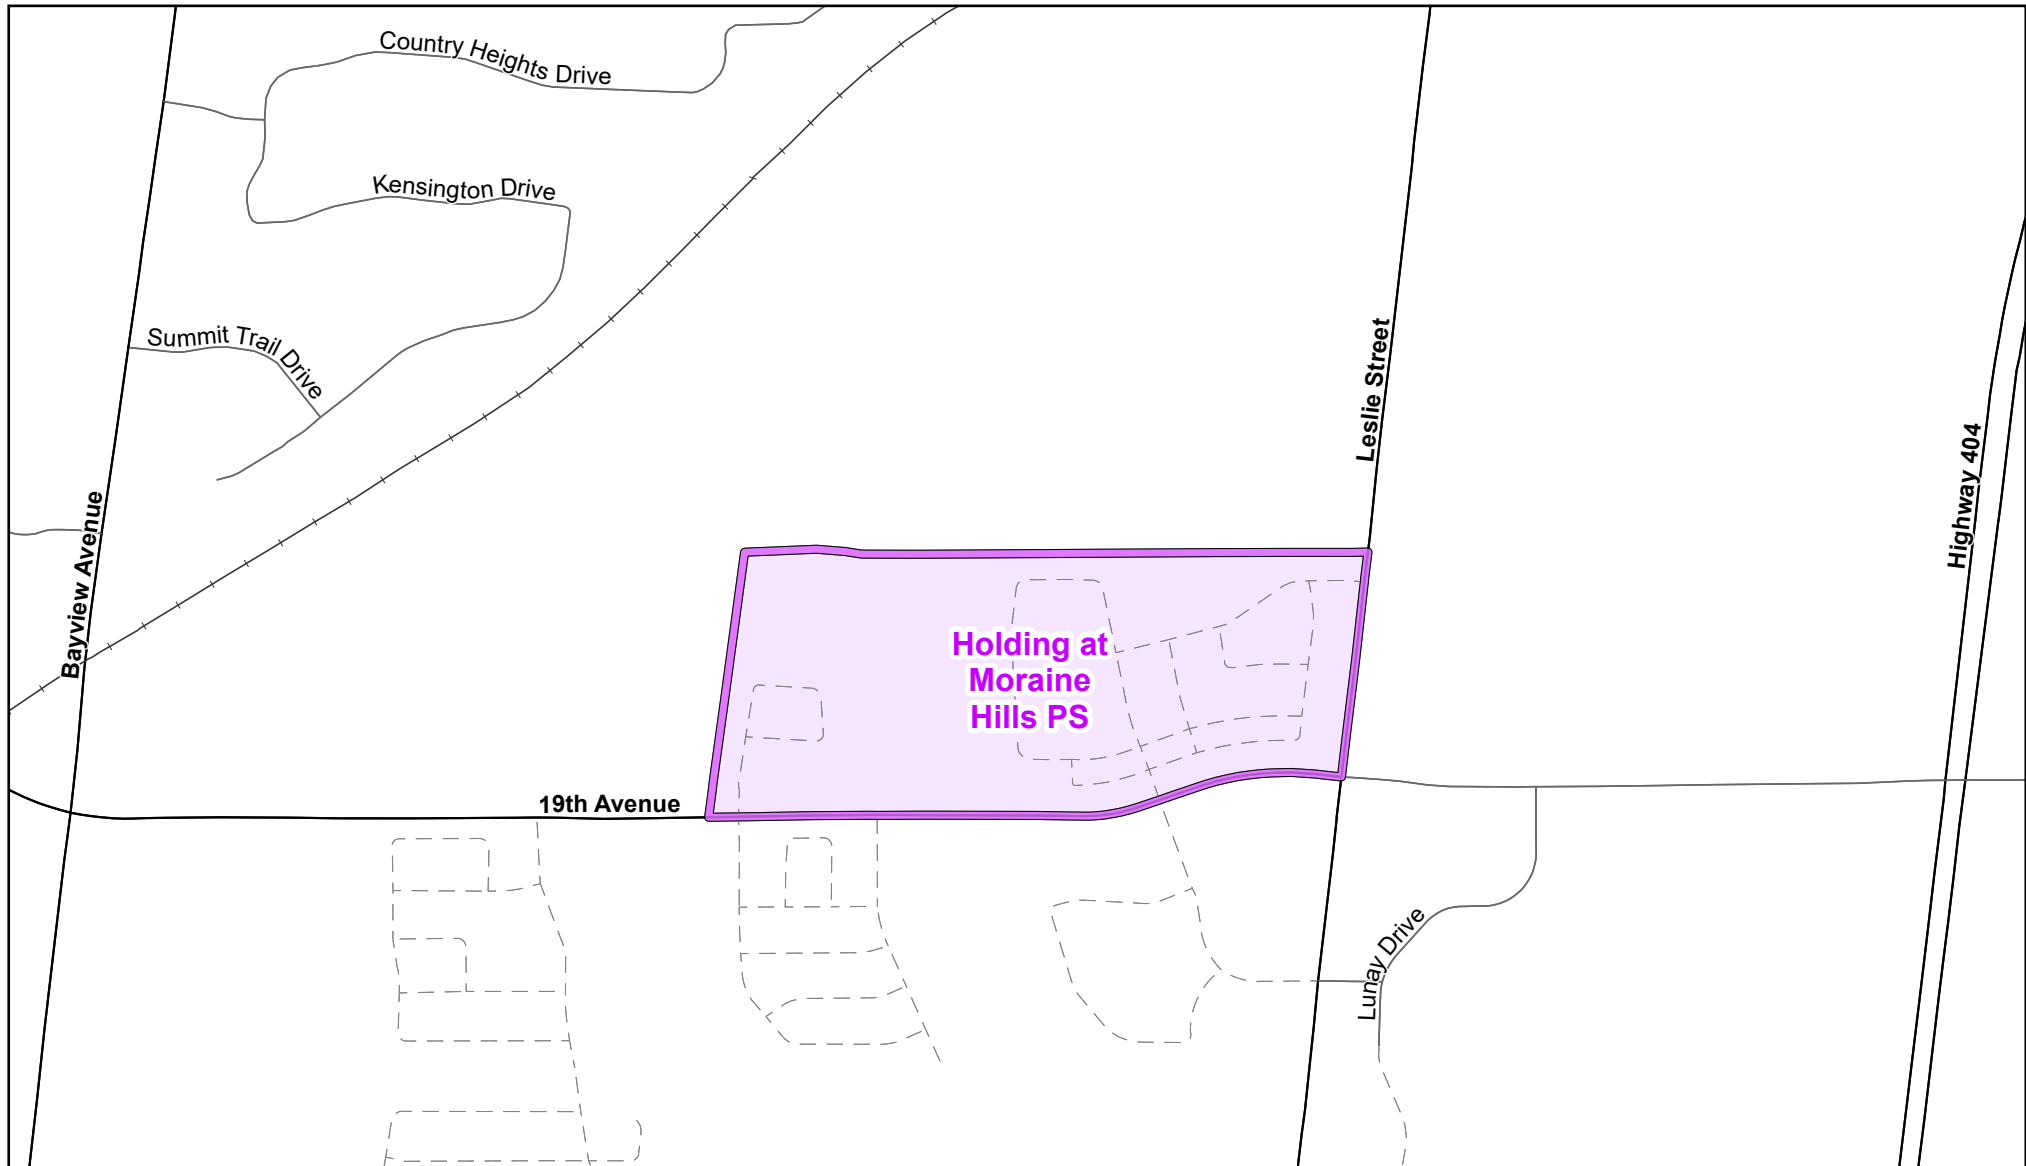 Country Heights Drive
Kensington Drive
Summit Trail Drive
Leslie Street
Highway 404
Bayview Avenue
Holding at
Moraine
Hills PS
19th Avenue
Lunay Drive